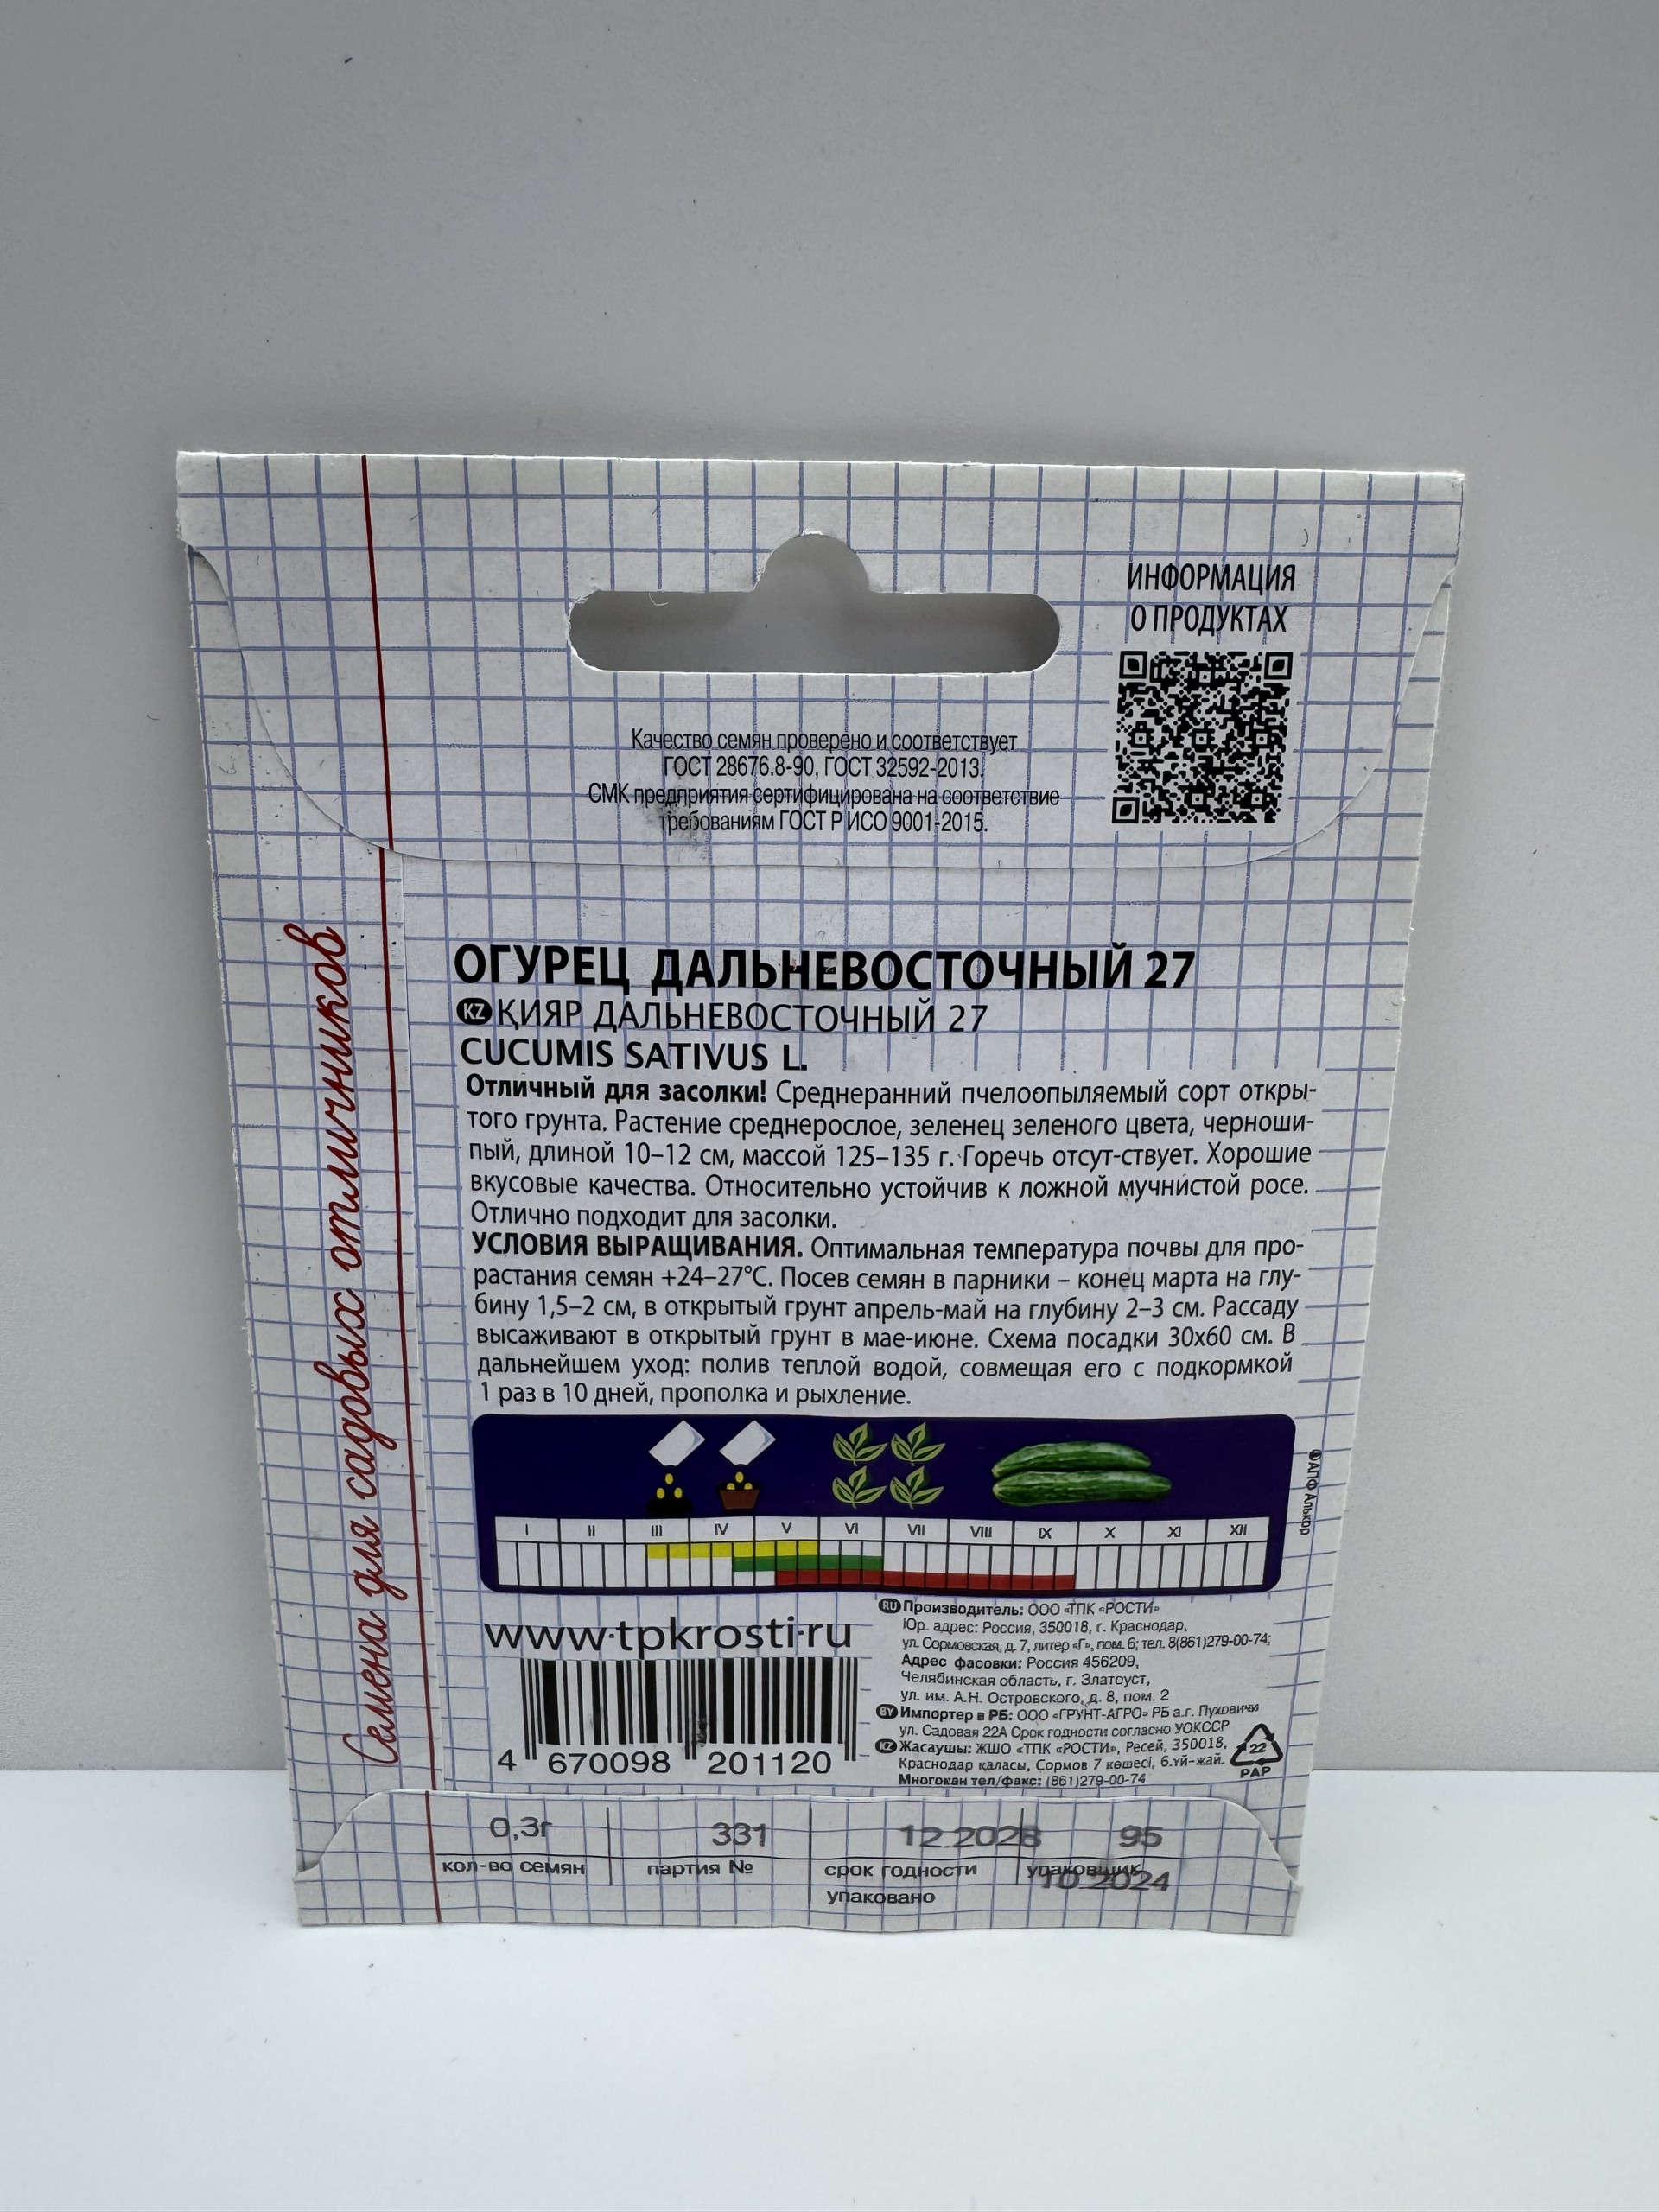 ИНФОРМАЦИЯ
О ПРОДУКТАХ
Качество семян проверено и соответствует
ГОСТ 28676.8-90, ГОСТ 32592-2013.
СМК предприятия сертифицирована на соответствие
требованиям ГОСТ Р ИСО 9001-2015.
Семена для садовых отличников
ОГУРЕЦ ДАЛЬНЕВОСТОЧНЫЙ 27
KZ ҚИЯР ДАЛЬНЕВОСТОЧНЫЙ 27
CUCUMIS SATIVUS L.
Отличный для засолки! Среднеранний пчелоопыляемый сорт откры-
того грунта. Растение среднерослое, зеленец зеленого цвета, черноши-
пый, длиной 10–12 см, массой 125–135 г. Горечь отсут-ствует. Хорошие
вкусовые качества. Относительно устойчив к ложной мучнистой росе.
Отлично подходит для засолки.
УСЛОВИЯ ВЫРАЩИВАНИЯ. Оптимальная температура почвы для про-
растания семян +24–27°C. Посев семян в парники – конец марта на глу-
бину 1,5–2 см, в открытый грунт апрель-май на глубину 2–3 см. Рассаду
высаживают в открытый грунт в мае-июне. Схема посадки 30х60 см. В
дальнейшем уход: полив теплой водой, совмещая его с подкормкой
1 раз в 10 дней, прополка и рыхление.
I II III IV V VI VII VIII IX X XI XII
©АПФ Алькор
www.tpkrosti.ru
4 670098 201120
RU Производитель: ООО «ТПК «РОСТИ»
Юр. адрес: Россия, 350018, г. Краснодар,
ул. Сормовская, д. 7, литер «Г», пом. 6; тел. 8(861)279-00-74;
Адрес фасовки: Россия 456209,
Челябинская область, г. Златоуст,
ул. им. А.Н. Островского, д. 8, пом. 2
BY Импортер в РБ: ООО «ГРУНТ-АГРО» РБ а.г. Пуховичи
ул. Садовая 22А Срок годности согласно УОКССР
KZ Жасаушы: ЖШО «ТПК «РОСТИ», Ресей, 350018,
Краснодар қаласы, Сормов 7 көшесі, 6.үй-жай.
Многокан тел/факс: (861)279-00-74
22
PAP
0,3г 331 12 2028 95
кол-во семян партия № срок годности упаковщик
10 2024
упаковано